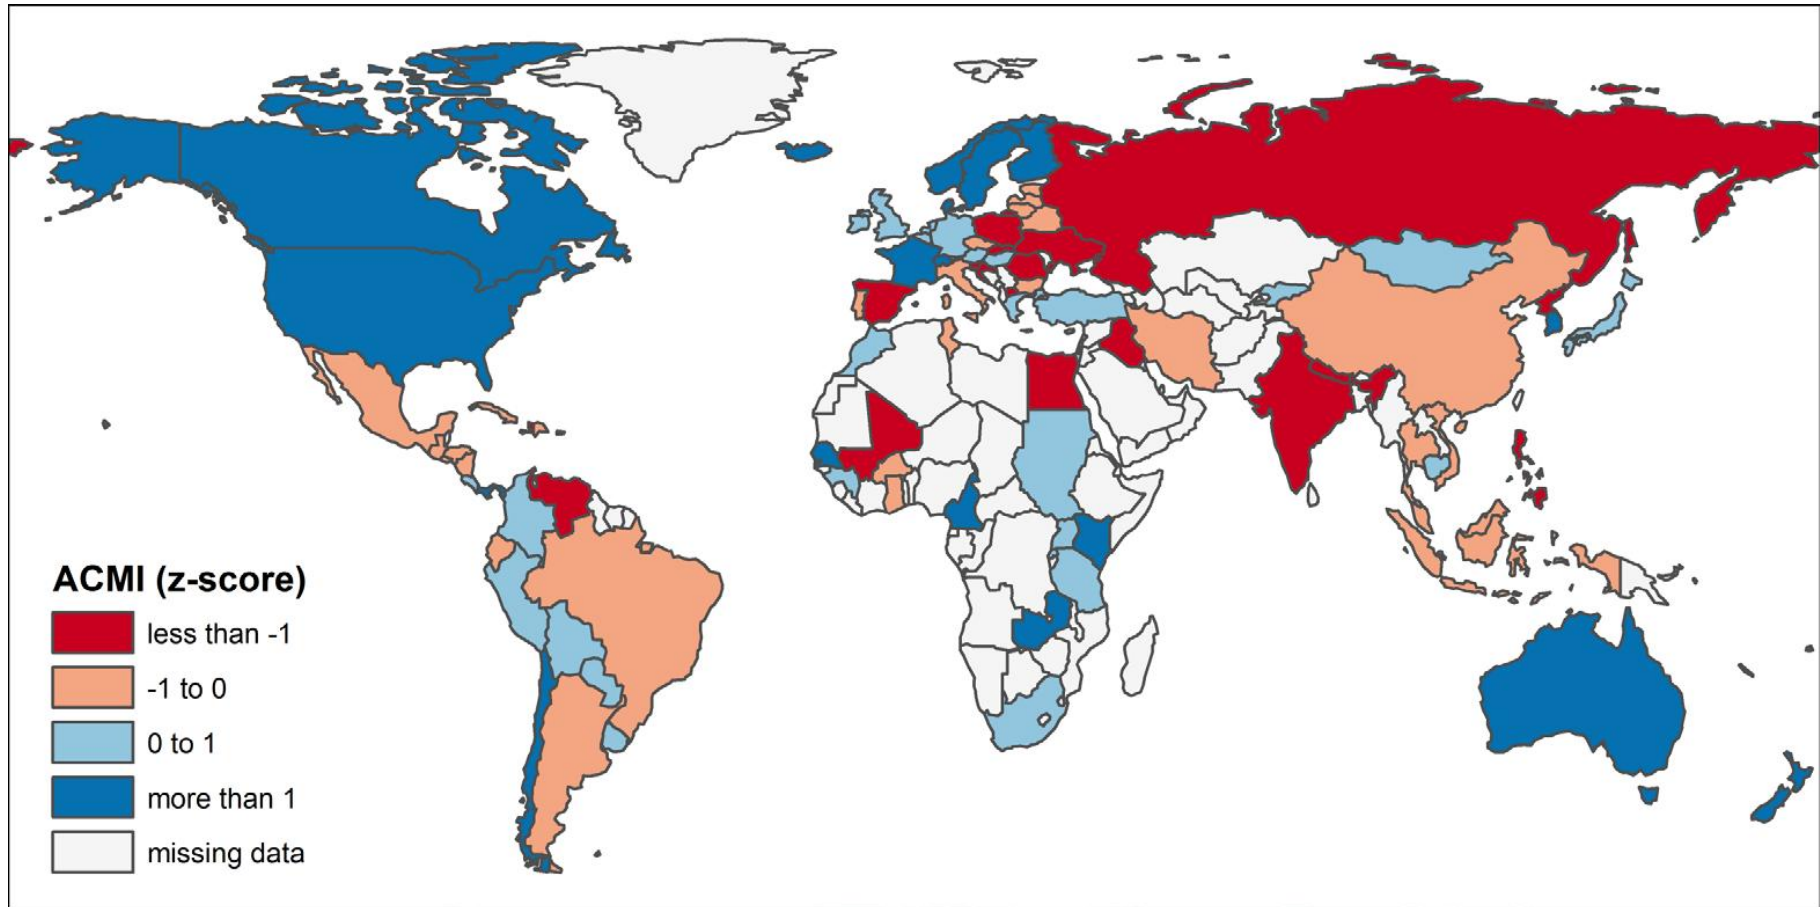 ACMI (z-score)
less than -1
-1 to 0
0 to 1
more than 1
missing data